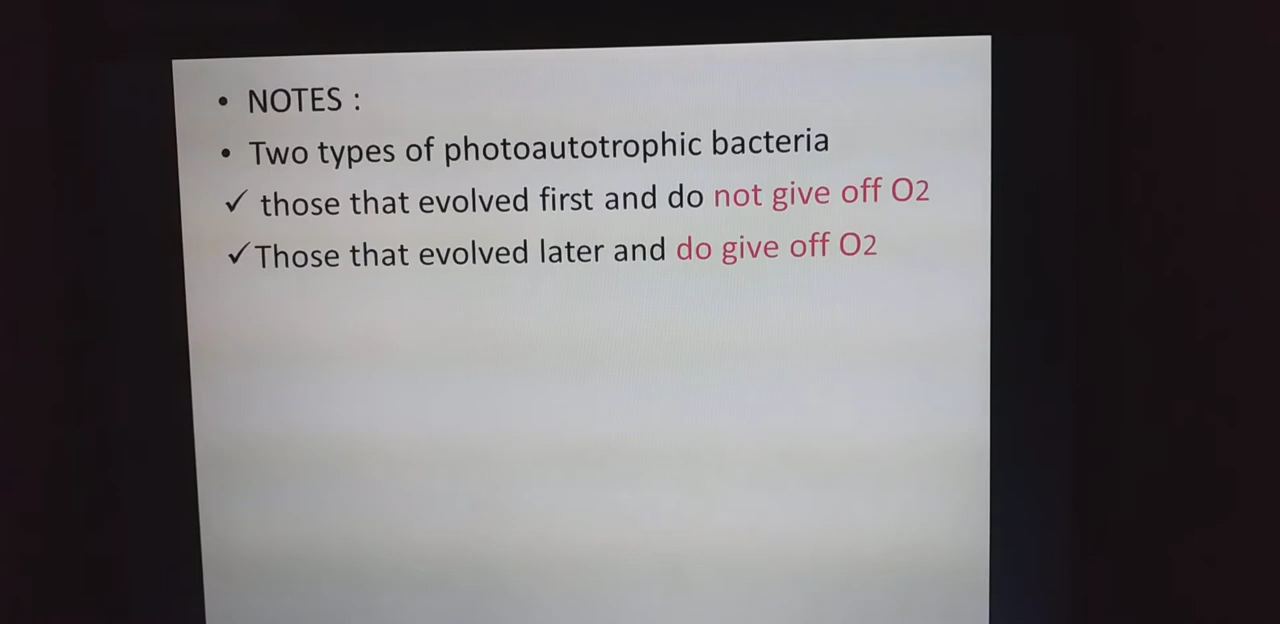 • NOTES :
• Two types of photoautotrophic bacteria
✓ those that evolved first and do not give off O2
✓Those that evolved later and do give off O2